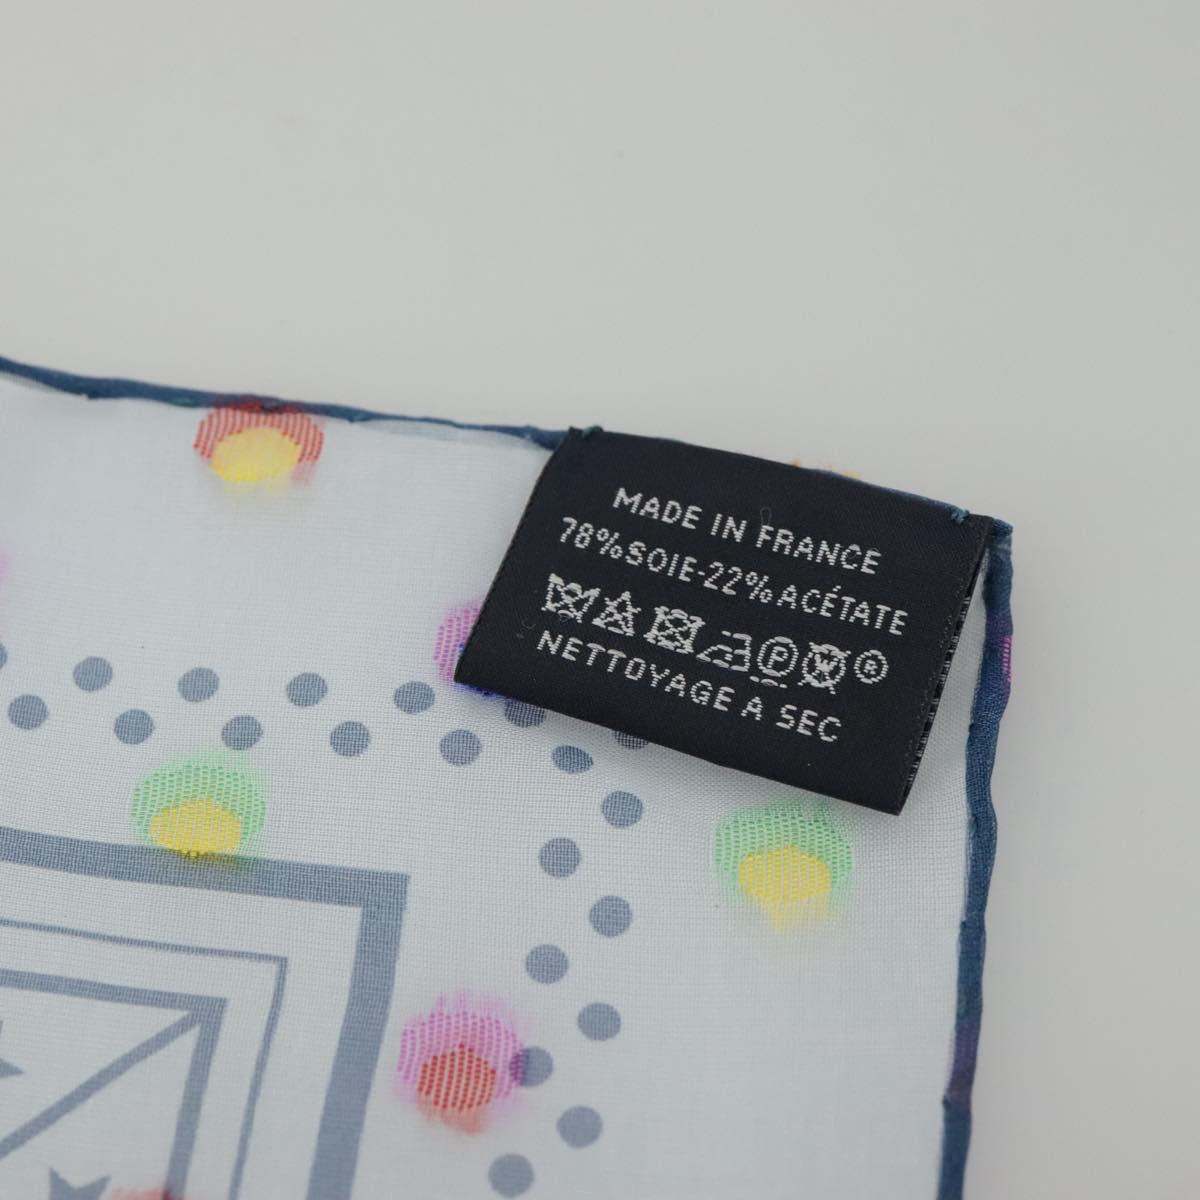 MADE IN FRANCE
78%SOIE-22%ACÉTATE
P W ®
NETTOYAGE A SEC